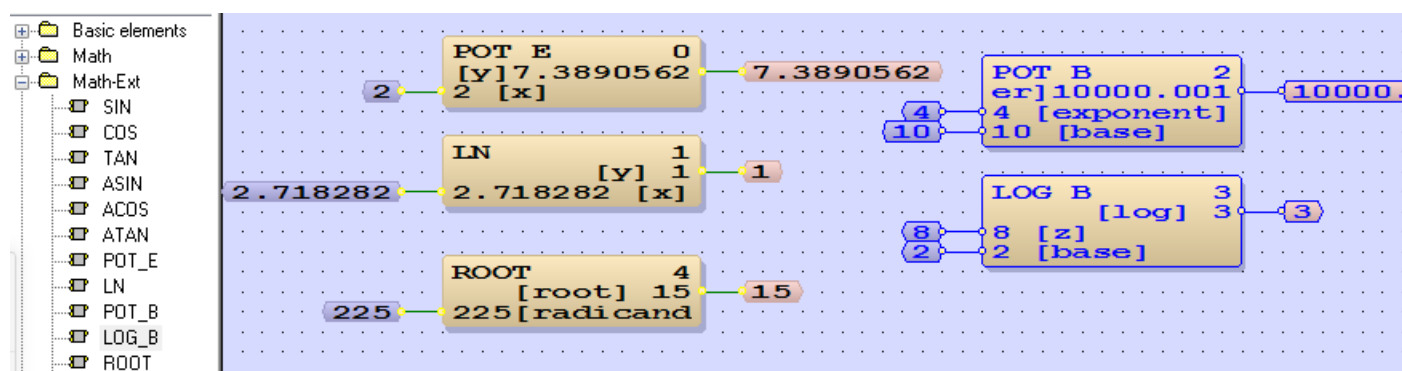 Basic elements
Math
Math-Ext
SIN
COS
TAN
ASIN
ACOS
ATAN
POT_E
LN
POT_B
LOG_B
ROOT
POT E 0
[y]7.3890562 7.3890562
2 2 [x]
LN 1
[y] 1 1
2.718282 2.718282 [x]
ROOT 4
[root] 15 15
225 225[radicand
POT B 2
er]10000.001 10000.
4 4 [exponent]
10 10 [base]
LOG B 3
[log] 3 3
8 8 [z]
2 2 [base]